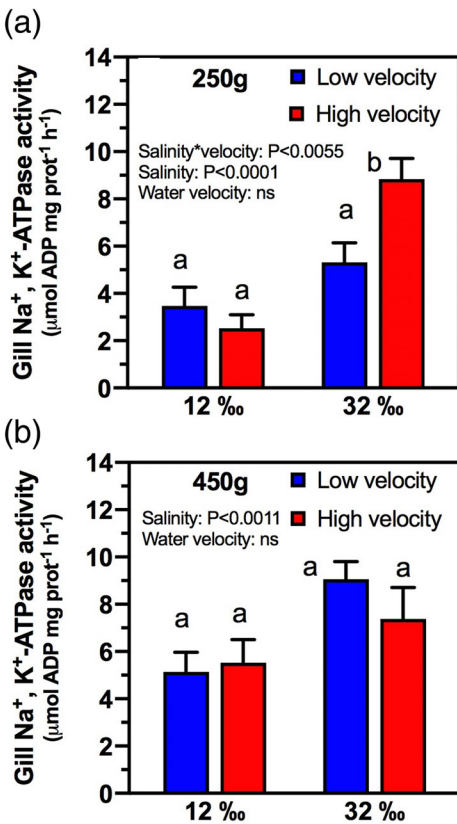 (a)
Gill Na⁺, K⁺-ATPase activity
(μmol ADP mg prot⁻¹ h⁻¹)
14
12
10
8
6
4
2
0
250g
Low velocity
High velocity
Salinity*velocity: P<0.0055
Salinity: P<0.0001
Water velocity: ns
a
a
a
b
12 ‰
32 ‰
(b)
Gill Na⁺, K⁺-ATPase activity
(μmol ADP mg prot⁻¹ h⁻¹)
14
12
10
8
6
4
2
0
450g
Low velocity
High velocity
Salinity: P<0.0011
Water velocity: ns
a
a
a
a
12 ‰
32 ‰